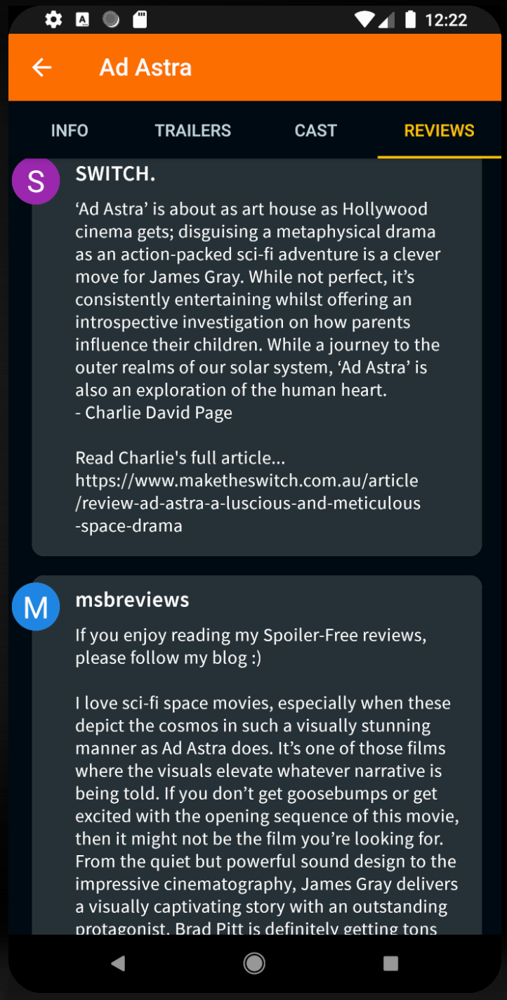 12:22
Ad Astra
INFO TRAILERS CAST REVIEWS
S SWITCH.
‘Ad Astra’ is about as art house as Hollywood
cinema gets; disguising a metaphysical drama
as an action-packed sci-fi adventure is a clever
move for James Gray. While not perfect, it’s
consistently entertaining whilst offering an
introspective investigation on how parents
influence their children. While a journey to the
outer realms of our solar system, ‘Ad Astra’ is
also an exploration of the human heart.
- Charlie David Page
Read Charlie's full article...
https://www.maketheswitch.com.au/article
/review-ad-astra-a-luscious-and-meticulous
-space-drama
M msbreviews
If you enjoy reading my Spoiler-Free reviews,
please follow my blog :)
I love sci-fi space movies, especially when these
depict the cosmos in such a visually stunning
manner as Ad Astra does. It’s one of those films
where the visuals elevate whatever narrative is
being told. If you don’t get goosebumps or get
excited with the opening sequence of this movie,
then it might not be the film you’re looking for.
From the quiet but powerful sound design to the
impressive cinematography, James Gray delivers
a visually captivating story with an outstanding
protagonist. Brad Pitt is definitely getting tons